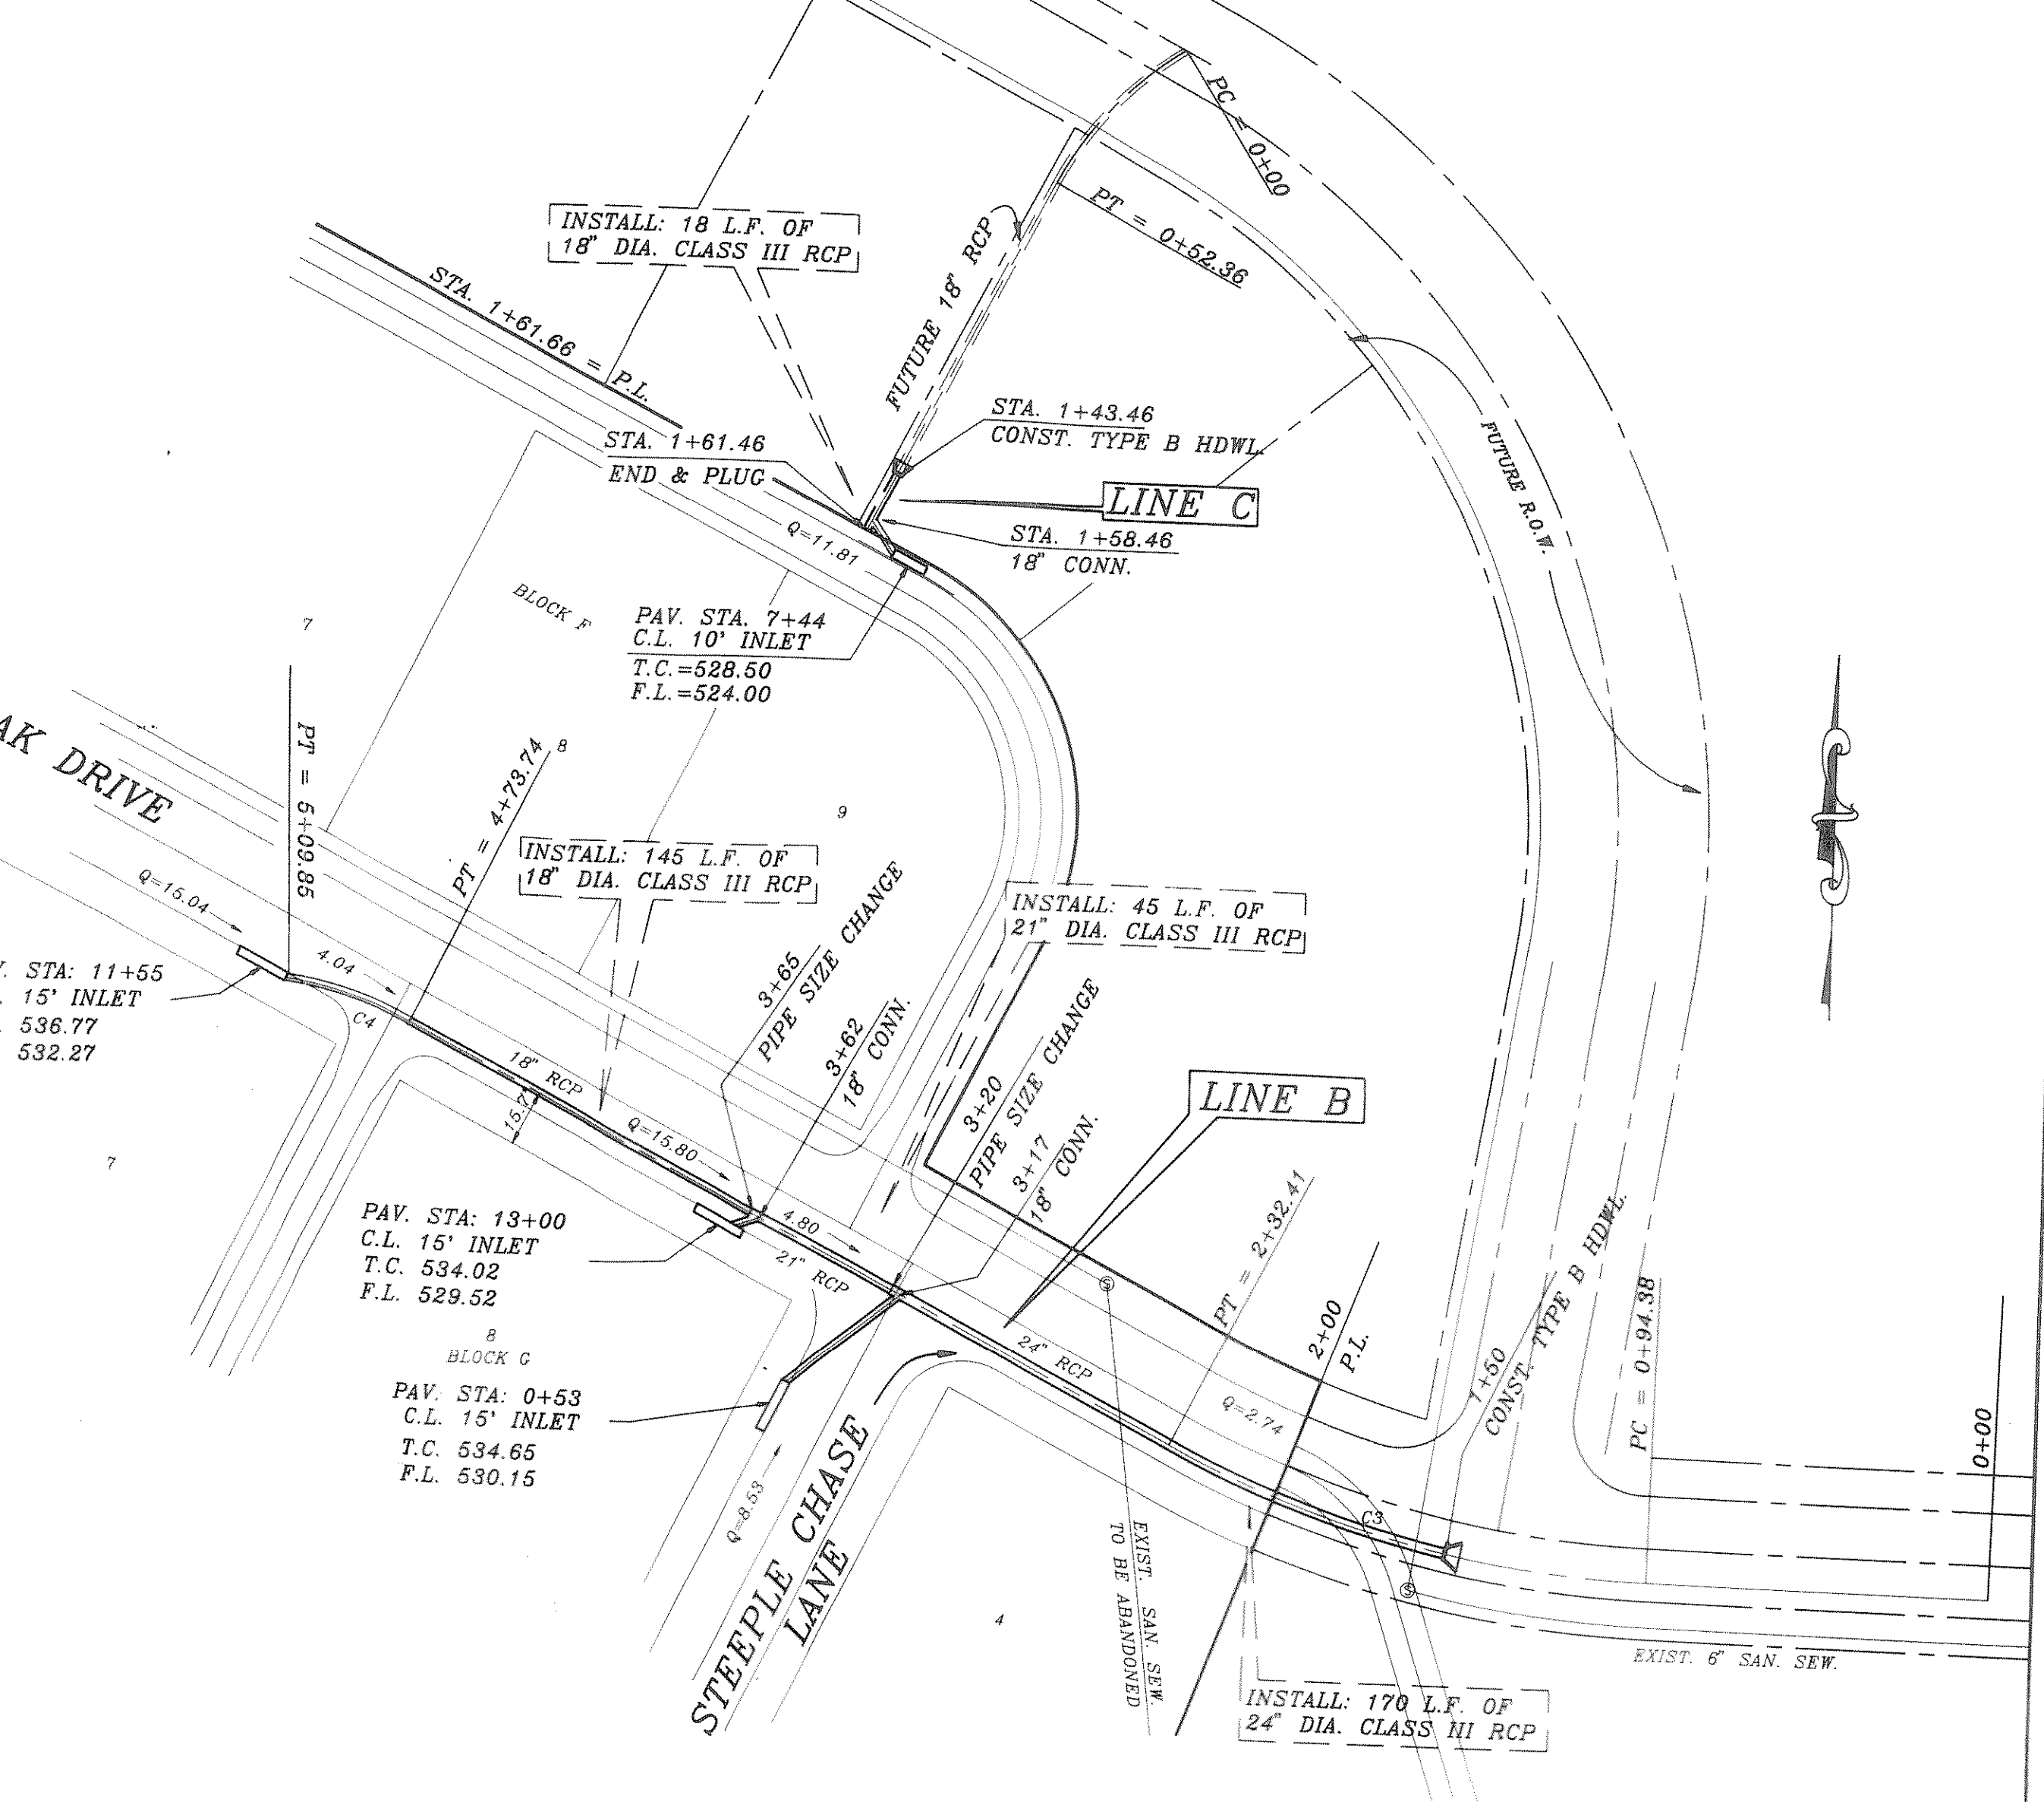 PC = 0+00
PT = 0+52.36
INSTALL: 18 L.F. OF
18" DIA. CLASS III RCP
FUTURE 18" RCP
STA. 1+61.66 = P.L.
STA. 1+43.46
CONST. TYPE B HDWL.
STA. 1+61.46
END & PLUG
LINE C
Q=11.81
STA. 1+58.46
18" CONN.
FUTURE R.O.W.
BLOCK F
PAV. STA. 7+44
C.L. 10' INLET
T.C.=528.50
F.L.=524.00
7
AK DRIVE
PT = 5+09.85
PT = 4+73.74
8
9
INSTALL: 145 L.F. OF
18" DIA. CLASS III RCP
INSTALL: 45 L.F. OF
21" DIA. CLASS III RCP
Q=15.04
4.04
C4
STA: 11+55
15' INLET
536.77
532.27
3+65
PIPE SIZE CHANGE
3+62
18" CONN.
3+20
PIPE SIZE CHANGE
3+17
18" CONN.
18" RCP
15.7'
Q=15.80
LINE B
7
4.80
21" RCP
PAV. STA: 13+00
C.L. 15' INLET
T.C. 534.02
F.L. 529.52
8
BLOCK G
PAV. STA: 0+53
C.L. 15' INLET
T.C. 534.65
F.L. 530.15
24" RCP
PT = 2+32.41
2+00
P.L.
Q=2.74
1+50
CONST. TYPE B HDWL.
PC = 0+94.38
0+00
Q=8.53
STEEPLE CHASE
LANE
C3
EXIST. SAN. SEW.
TO BE ABANDONED
4
EXIST. 6" SAN. SEW.
INSTALL: 170 L.F. OF
24" DIA. CLASS III RCP
S
S